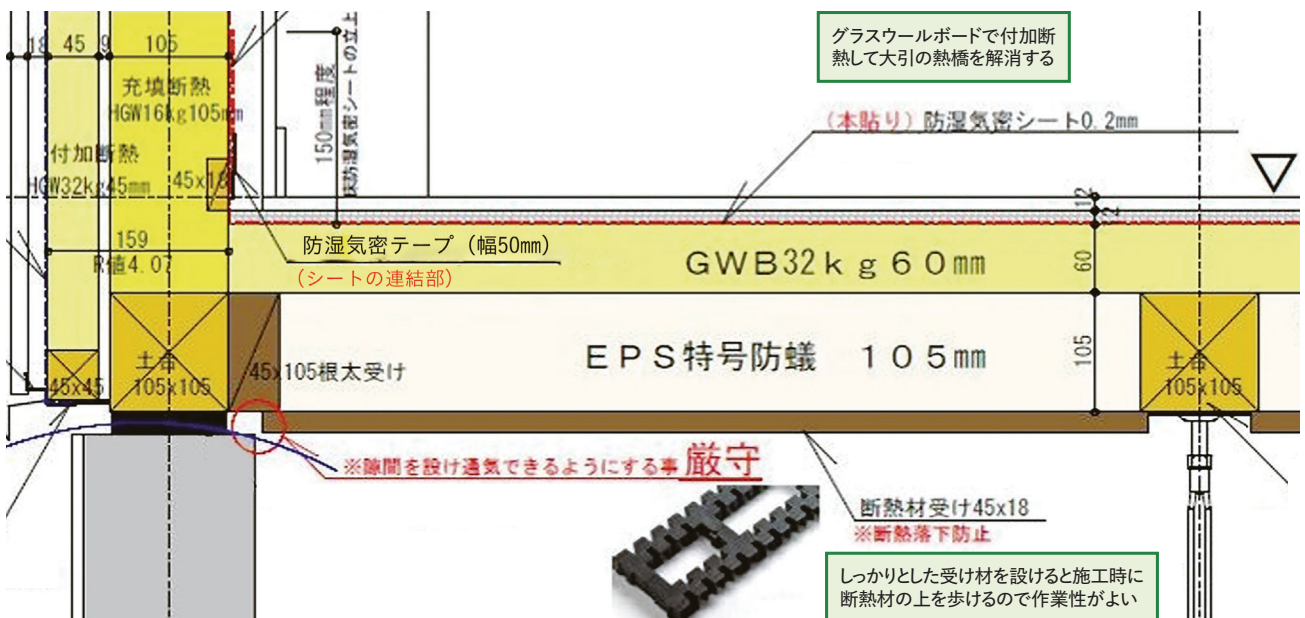 グラスウールボードで付加断
熱して大引の熱橋を解消する
18 45 9 105
充填断熱
HGW16kg105mm
付加断熱
HGW32kg45mm
45x18
150mm程度
床防湿気密シートの立上
(本貼り) 防湿気密シート0.2mm
12
12
159
R値4.07
防湿気密テープ (幅50mm)
(シートの連結部)
GWB32kg60mm
60
EPS特号防蟻 105mm
105
土台
105x105
45x45
45x105根太受け
土台
105x105
※隙間を設け通気できるようにする事 厳守
断熱材受け45x18
※断熱落下防止
しっかりとした受け材を設けると施工時に
断熱材の上を歩けるので作業性がよい